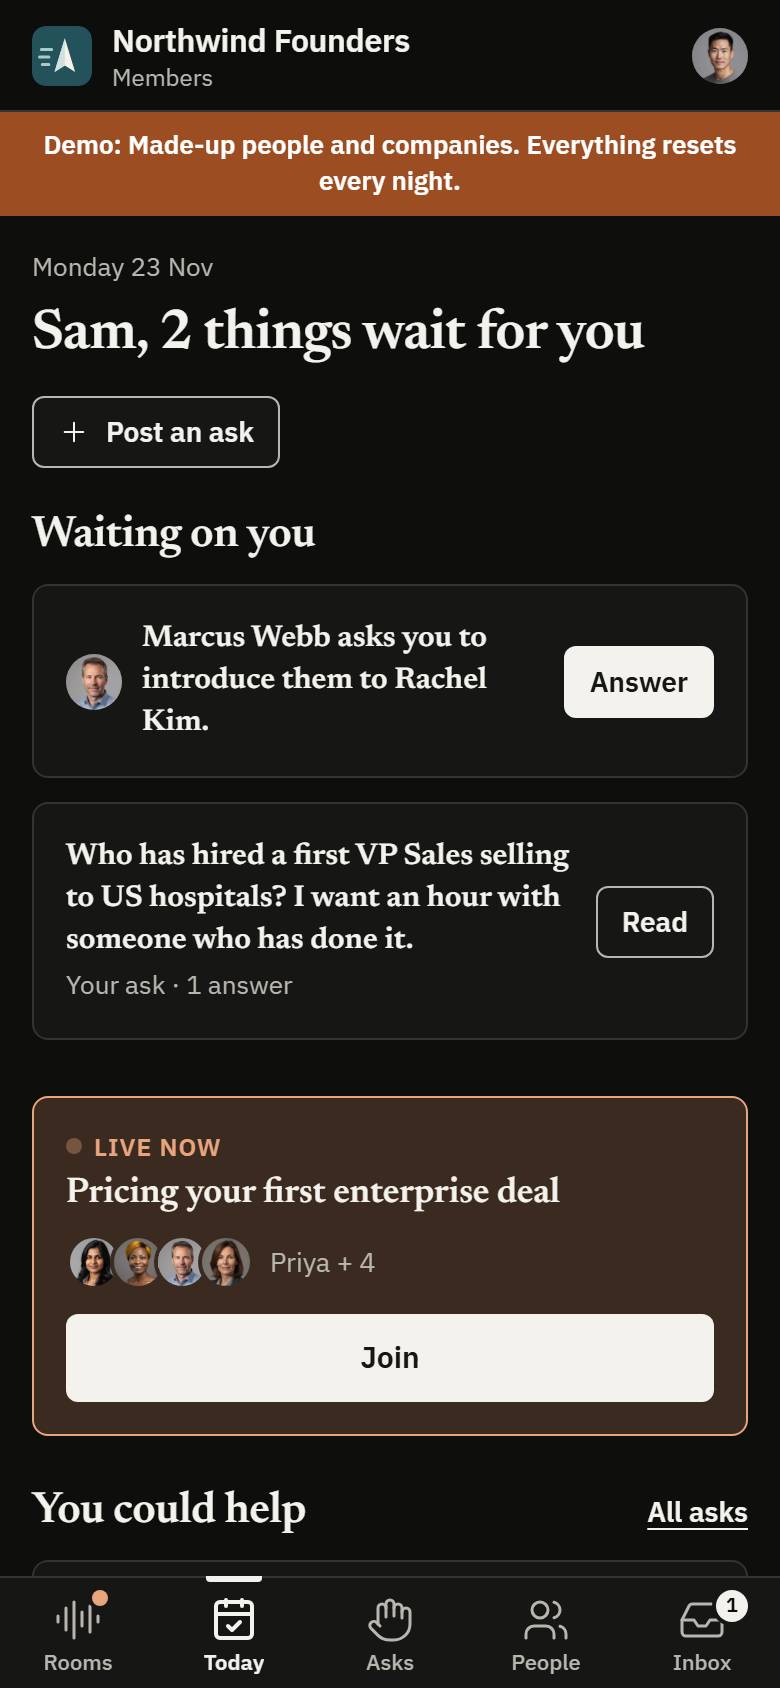 Northwind Founders
Members
Demo: Made-up people and companies. Everything resets
every night.
Monday 23 Nov
Sam, 2 things wait for you
Post an ask
Waiting on you
Marcus Webb asks you to
introduce them to Rachel
Kim.
Answer
Who has hired a first VP Sales selling
to US hospitals? I want an hour with
someone who has done it.
Your ask · 1 answer
Read
LIVE NOW
Pricing your first enterprise deal
Priya + 4
Join
You could help
All asks
Rooms
Today
Asks
People
1
Inbox